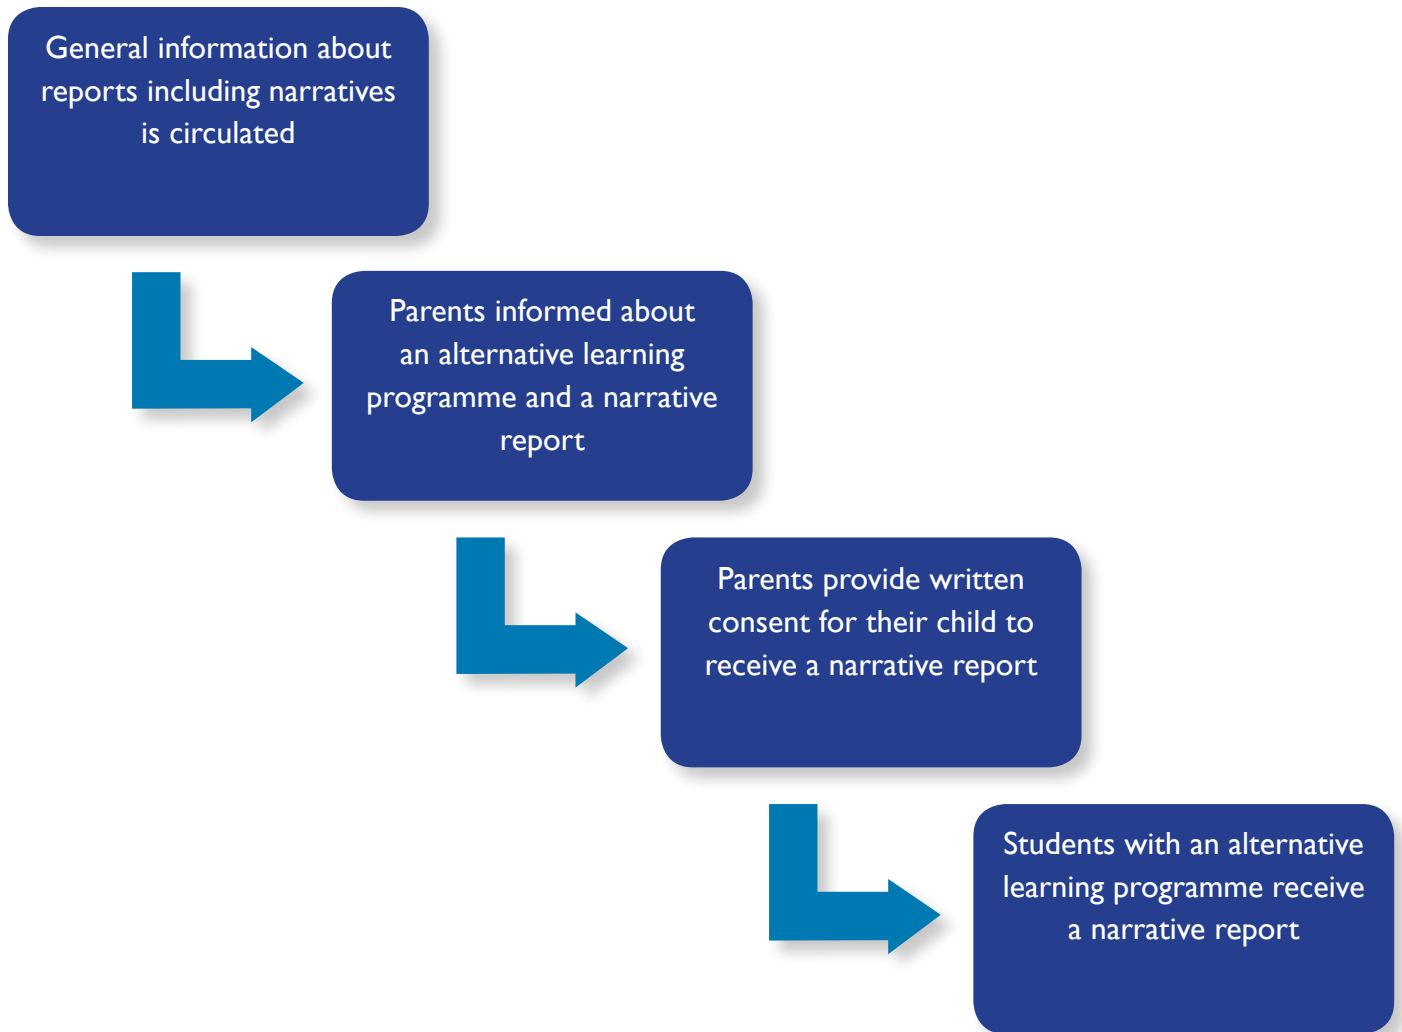 General information about
reports including narratives
is circulated
Parents informed about
an alternative learning
programme and a narrative
report
Parents provide written
consent for their child to
receive a narrative report
Students with an alternative
learning programme receive
a narrative report